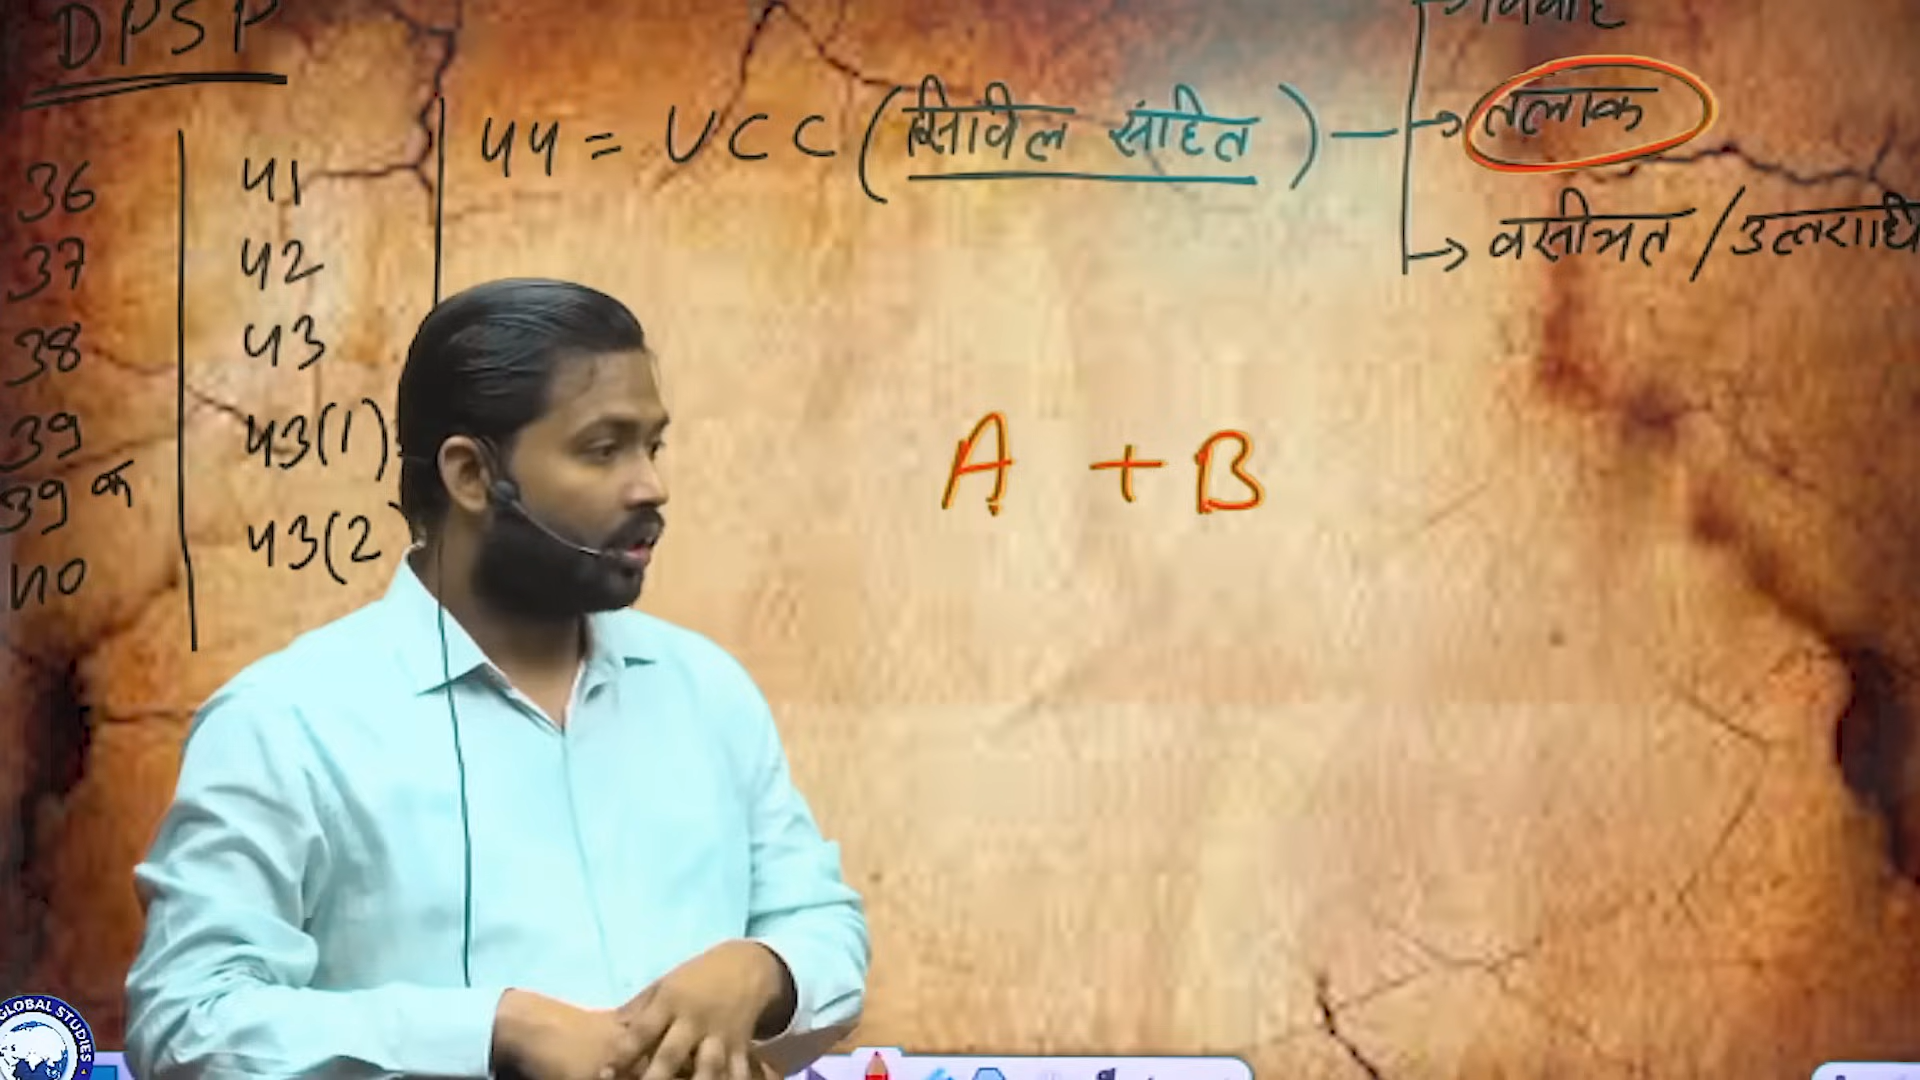 DPSP
36
37
38
39
39 क
40
41
42
43
43(1)
43(2
44 = UCC (सिविल संहित)
तलाक
वसीयत / उत्तराधि
A + B
GLOBAL STUDIES